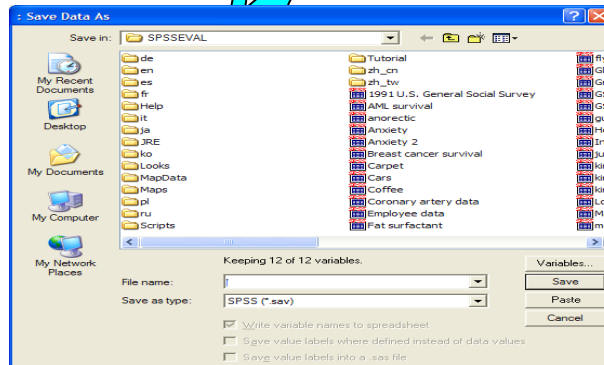 : Save Data As
Save in:
SPSSEVAL
My Recent
Documents
Desktop
My Documents
My Computer
My Network
Places
de
en
es
fr
Help
it
ja
JRE
ko
Looks
MapData
Maps
pl
ru
Scripts
Tutorial
zh_cn
zh_tw
1991 U.S. General Social Survey
AML survival
anorectic
Anxiety
Anxiety 2
Breast cancer survival
Carpet
Cars
Coffee
Coronary artery data
Employee data
Fat surfactant
Keeping 12 of 12 variables.
Variables...
File name:
Save
Save as type:
SPSS (*.sav)
Paste
Cancel
Write variable names to spreadsheet
Save value labels where defined instead of data values
Save value labels into a .sas file